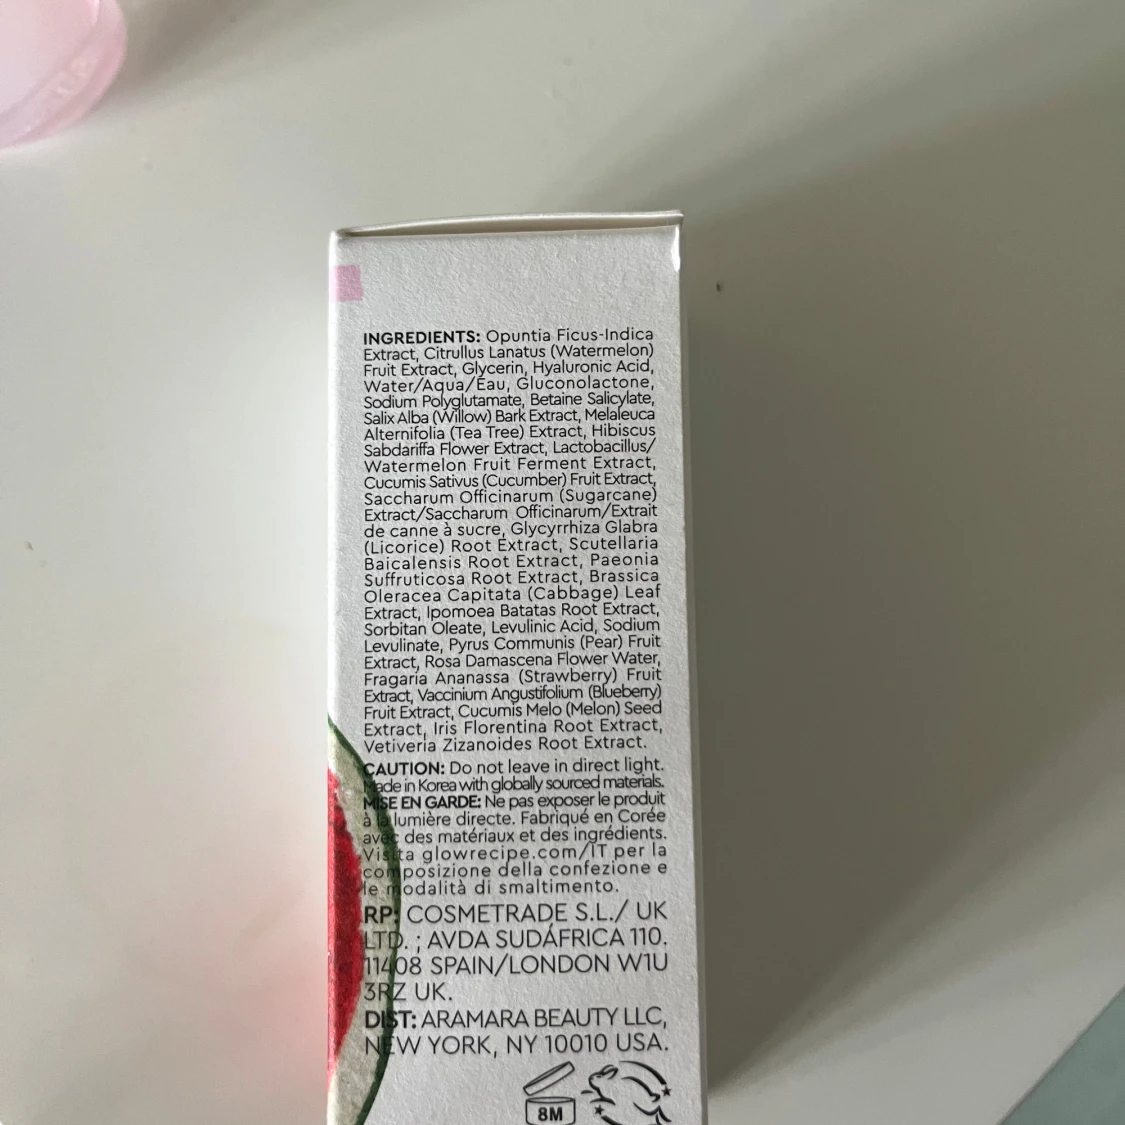 INGREDIENTS: Opuntia Ficus-Indica
Extract, Citrullus Lanatus (Watermelon)
Fruit Extract, Glycerin, Hyaluronic Acid,
Water/Aqua/Eau, Gluconolactone,
Sodium Polyglutamate, Betaine Salicylate,
Salix Alba (Willow) Bark Extract, Melaleuca
Alternifolia (Tea Tree) Extract, Hibiscus
Sabdariffa Flower Extract, Lactobacillus/
Watermelon Fruit Ferment Extract,
Cucumis Sativus (Cucumber) Fruit Extract,
Saccharum Officinarum (Sugarcane)
Extract/Saccharum Officinarum/Extrait
de canne à sucre, Glycyrrhiza Glabra
(Licorice) Root Extract, Scutellaria
Baicalensis Root Extract, Paeonia
Suffruticosa Root Extract, Brassica
Oleracea Capitata (Cabbage) Leaf
Extract, Ipomoea Batatas Root Extract,
Sorbitan Oleate, Levulinic Acid, Sodium
Levulinate, Pyrus Communis (Pear) Fruit
Extract, Rosa Damascena Flower Water,
Fragaria Ananassa (Strawberry) Fruit
Extract, Vaccinium Angustifolium (Blueberry)
Fruit Extract, Cucumis Melo (Melon) Seed
Extract, Iris Florentina Root Extract,
Vetiveria Zizanoides Root Extract.
CAUTION: Do not leave in direct light.
Made in Korea with globally sourced materials.
MISE EN GARDE: Ne pas exposer le produit
à la lumière directe. Fabriqué en Corée
avec des matériaux et des ingrédients.
Visita glowrecipe.com/IT per la
composizione della confezione e
le modalità di smaltimento.
RP: COSMETRADE S.L./ UK
LTD. ; AVDA SUDÁFRICA 110.
11408 SPAIN/LONDON W1U
3RZ UK.
DIST: ARAMARA BEAUTY LLC,
NEW YORK, NY 10010 USA.
8M